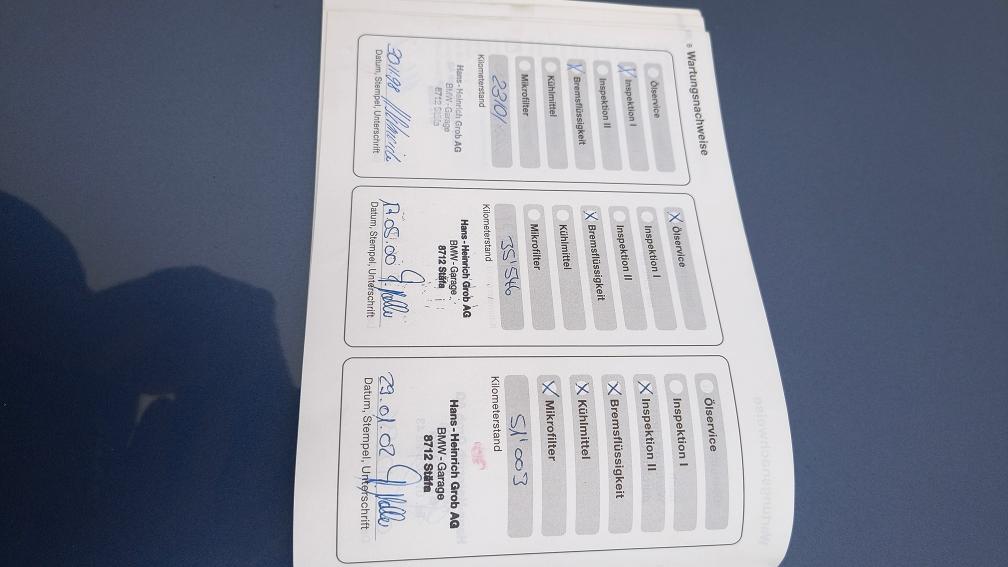 Wartungsnachweise
Ölservice
X Inspektion I
Inspektion II
X Bremsflüssigkeit
Kühlmittel
Mikrofilter
Kilometerstand
Hans-Heinrich Grob AG
BMW-Garage
8712 Stäfa
Datum, Stempel, Unterschrift
X Ölservice
Inspektion I
Inspektion II
X Bremsflüssigkeit
Kühlmittel
Mikrofilter
35'546
Kilometerstand
Hans-Heinrich Grob AG
BMW-Garage
8712 Stäfa
Datum, Stempel, Unterschrift
Ölservice
Inspektion I
X Inspektion II
X Bremsflüssigkeit
X Kühlmittel
X Mikrofilter
51'003
Kilometerstand
Hans-Heinrich Grob AG
BMW-Garage
8712 Stäfa
29.01.02
Datum, Stempel, Unterschrift